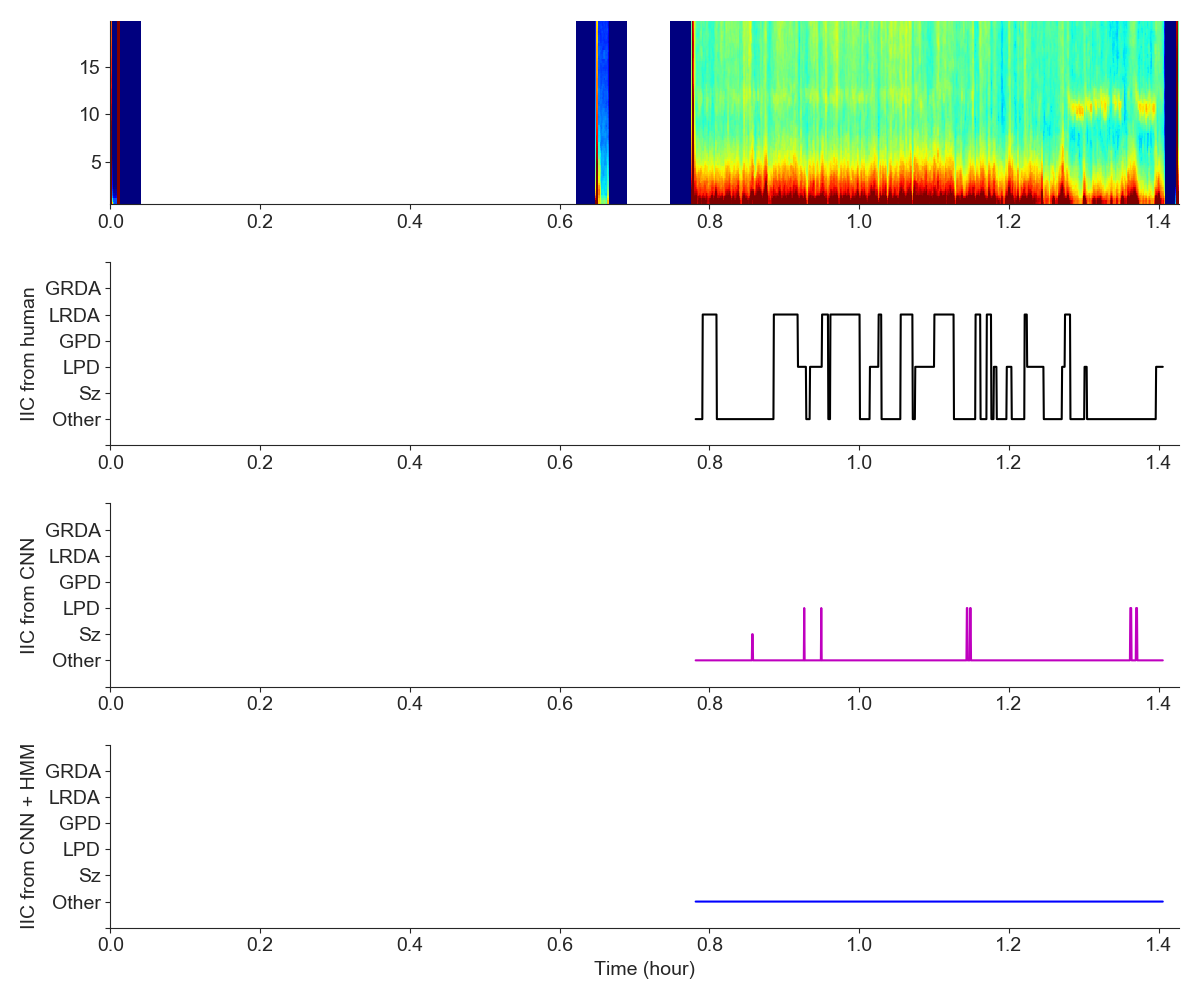 15
10
5
0.0 0.2 0.4 0.6 0.8 1.0 1.2 1.4
IIC from human
GRDA
LRDA
GPD
LPD
Sz
Other
0.0 0.2 0.4 0.6 0.8 1.0 1.2 1.4
IIC from CNN
GRDA
LRDA
GPD
LPD
Sz
Other
0.0 0.2 0.4 0.6 0.8 1.0 1.2 1.4
IIC from CNN + HMM
GRDA
LRDA
GPD
LPD
Sz
Other
0.0 0.2 0.4 0.6 0.8 1.0 1.2 1.4
Time (hour)